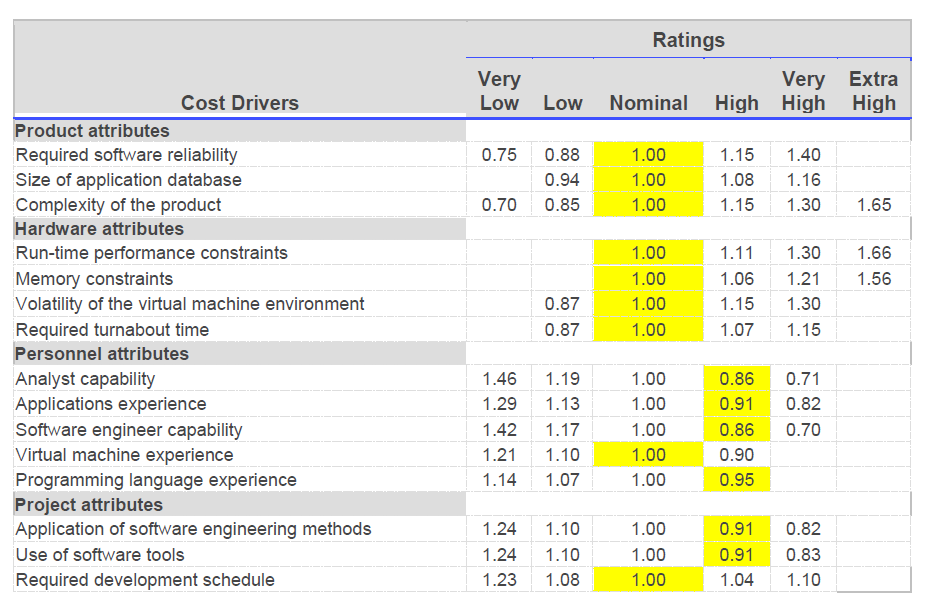 Ratings
Cost Drivers Very Low Low Nominal High Very High Extra High
Product attributes
Required software reliability 0.75 0.88 1.00 1.15 1.40
Size of application database 0.94 1.00 1.08 1.16
Complexity of the product 0.70 0.85 1.00 1.15 1.30 1.65
Hardware attributes
Run-time performance constraints 1.00 1.11 1.30 1.66
Memory constraints 1.00 1.06 1.21 1.56
Volatility of the virtual machine environment 0.87 1.00 1.15 1.30
Required turnabout time 0.87 1.00 1.07 1.15
Personnel attributes
Analyst capability 1.46 1.19 1.00 0.86 0.71
Applications experience 1.29 1.13 1.00 0.91 0.82
Software engineer capability 1.42 1.17 1.00 0.86 0.70
Virtual machine experience 1.21 1.10 1.00 0.90
Programming language experience 1.14 1.07 1.00 0.95
Project attributes
Application of software engineering methods 1.24 1.10 1.00 0.91 0.82
Use of software tools 1.24 1.10 1.00 0.91 0.83
Required development schedule 1.23 1.08 1.00 1.04 1.10